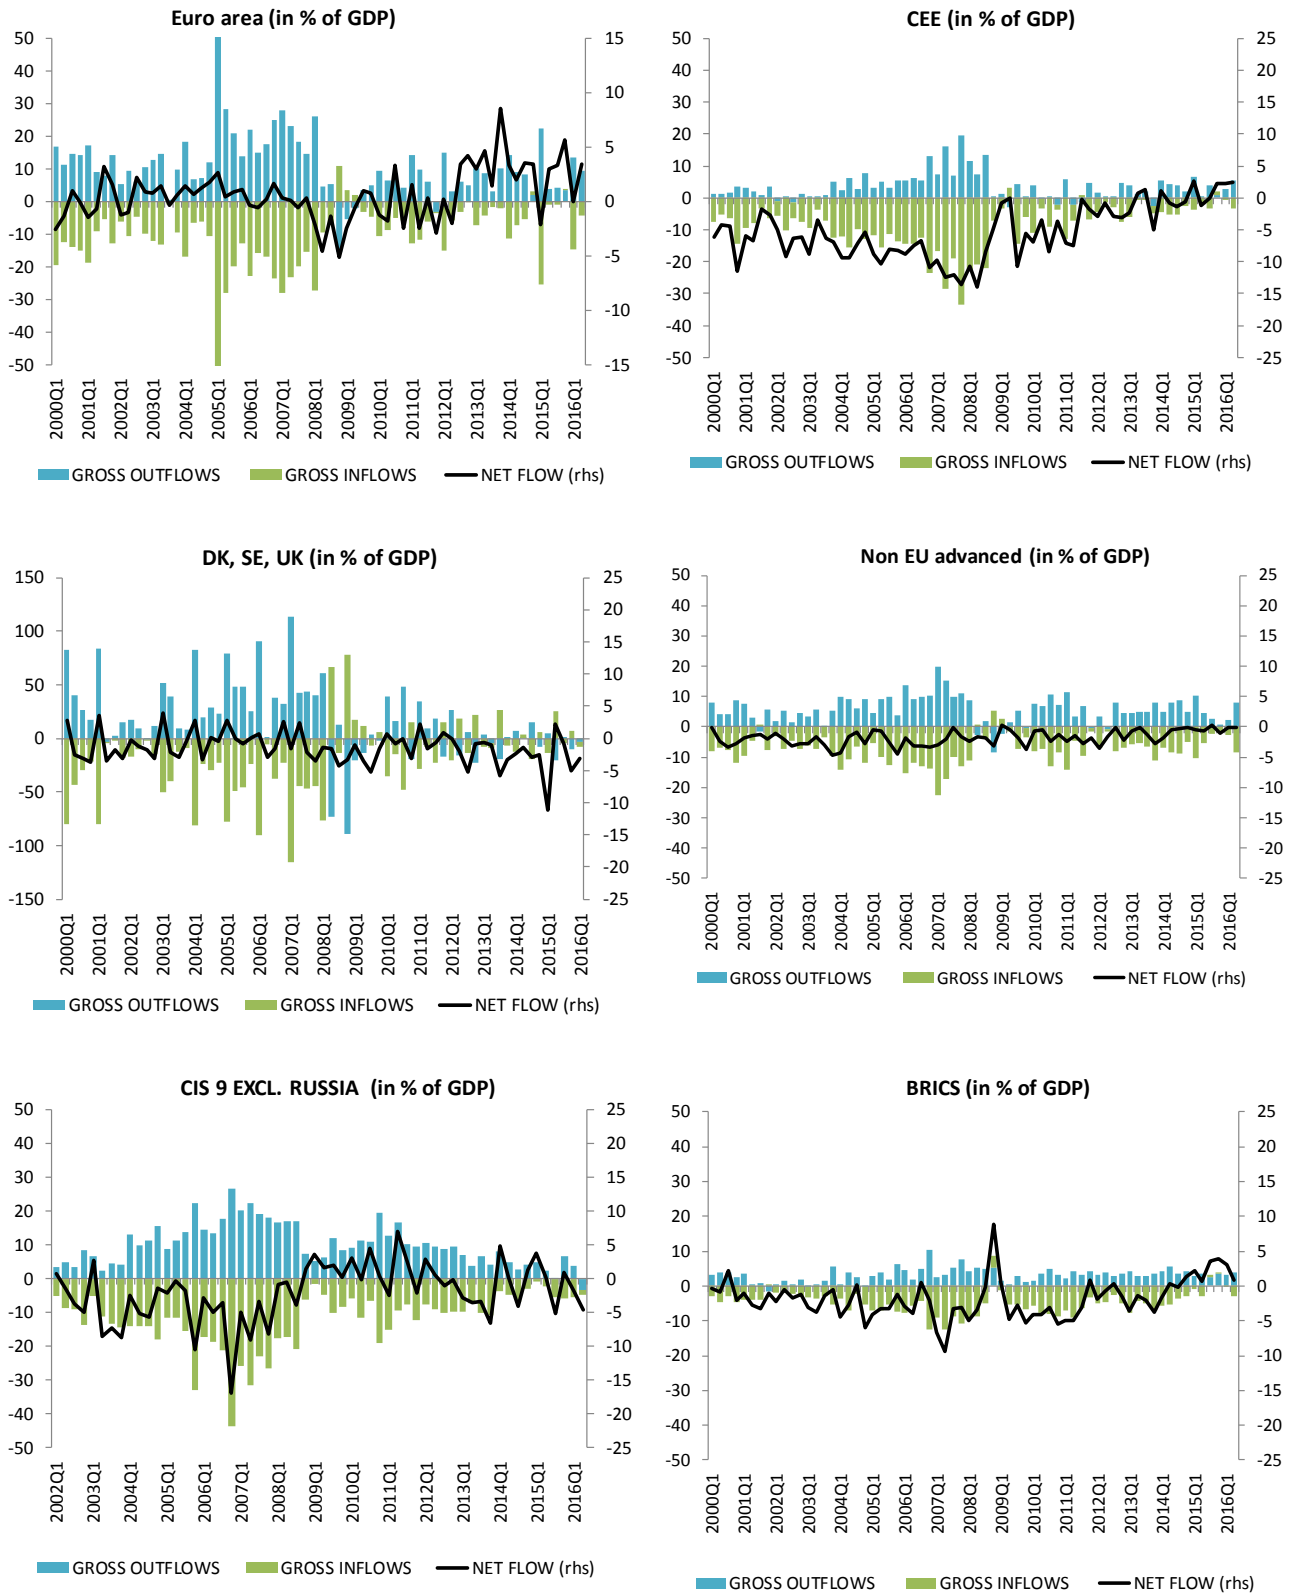 Euro area (in % of GDP)
50
40
30
20
10
0
-10
-20
-30
-40
-50
15
10
5
0
-5
-10
-15
2000Q1
2001Q1
2002Q1
2003Q1
2004Q1
2005Q1
2006Q1
2007Q1
2008Q1
2009Q1
2010Q1
2011Q1
2012Q1
2013Q1
2014Q1
2015Q1
2016Q1
GROSS OUTFLOWS GROSS INFLOWS NET FLOW (rhs)
CEE (in % of GDP)
50
40
30
20
10
0
-10
-20
-30
-40
-50
25
20
15
10
5
0
-5
-10
-15
-20
-25
2000Q1
2001Q1
2002Q1
2003Q1
2004Q1
2005Q1
2006Q1
2007Q1
2008Q1
2009Q1
2010Q1
2011Q1
2012Q1
2013Q1
2014Q1
2015Q1
2016Q1
GROSS OUTFLOWS GROSS INFLOWS NET FLOW (rhs)
DK, SE, UK (in % of GDP)
150
100
50
0
-50
-100
-150
25
20
15
10
5
0
-5
-10
-15
-20
-25
2000Q1
2001Q1
2002Q1
2003Q1
2004Q1
2005Q1
2006Q1
2007Q1
2008Q1
2009Q1
2010Q1
2011Q1
2012Q1
2013Q1
2014Q1
2015Q1
2016Q1
GROSS OUTFLOWS GROSS INFLOWS NET FLOW (rhs)
Non EU advanced (in % of GDP)
50
40
30
20
10
0
-10
-20
-30
-40
-50
25
20
15
10
5
0
-5
-10
-15
-20
-25
2000Q1
2001Q1
2002Q1
2003Q1
2004Q1
2005Q1
2006Q1
2007Q1
2008Q1
2009Q1
2010Q1
2011Q1
2012Q1
2013Q1
2014Q1
2015Q1
2016Q1
GROSS OUTFLOWS GROSS INFLOWS NET FLOW (rhs)
CIS 9 EXCL. RUSSIA (in % of GDP)
50
40
30
20
10
0
-10
-20
-30
-40
-50
25
20
15
10
5
0
-5
-10
-15
-20
-25
2002Q1
2003Q1
2004Q1
2005Q1
2006Q1
2007Q1
2008Q1
2009Q1
2010Q1
2011Q1
2012Q1
2013Q1
2014Q1
2015Q1
2016Q1
GROSS OUTFLOWS GROSS INFLOWS NET FLOW (rhs)
BRICS (in % of GDP)
50
40
30
20
10
0
-10
-20
-30
-40
-50
25
20
15
10
5
0
-5
-10
-15
-20
-25
2000Q1
2001Q1
2002Q1
2003Q1
2004Q1
2005Q1
2006Q1
2007Q1
2008Q1
2009Q1
2010Q1
2011Q1
2012Q1
2013Q1
2014Q1
2015Q1
2016Q1
GROSS OUTFLOWS GROSS INFLOWS NET FLOW (rhs)